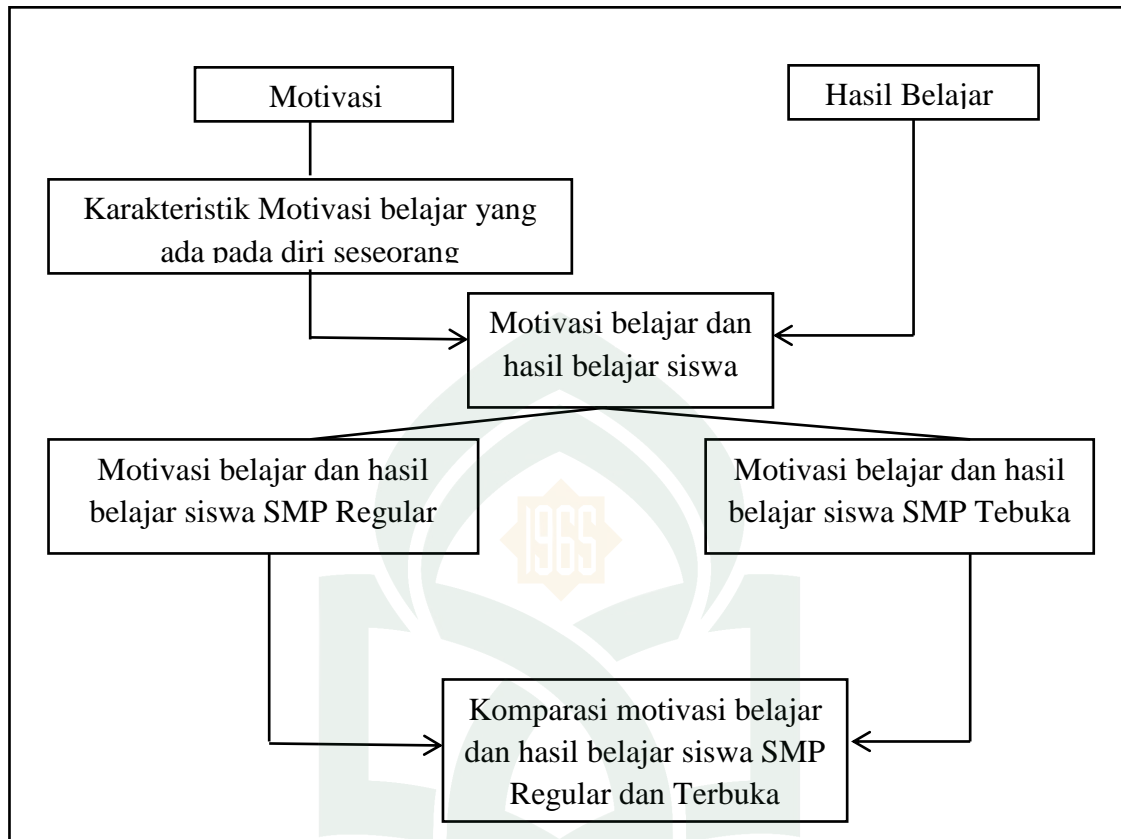 Motivasi
Hasil Belajar
Karakteristik Motivasi belajar yang
ada pada diri seseorang
Motivasi belajar dan
hasil belajar siswa
Motivasi belajar dan hasil
belajar siswa SMP Regular
Motivasi belajar dan hasil
belajar siswa SMP Tebuka
1965
Komparasi motivasi belajar
dan hasil belajar siswa SMP
Regular dan Terbuka